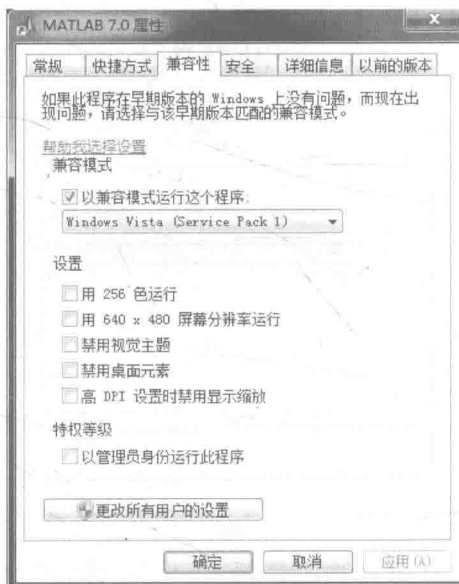 MATLAB 7.0 属性
常规 快捷方式 兼容性 安全 详细信息 以前的版本
如果此程序在早期版本的 Windows 上没有问题，而现在出
现问题，请选择与该早期版本匹配的兼容模式。
帮助我选择设置
兼容模式
以兼容模式运行这个程序:
Windows Vista (Service Pack 1)
设置
用 256 色运行
用 640 x 480 屏幕分辨率运行
禁用视觉主题
禁用桌面元素
高 DPI 设置时禁用显示缩放
特权等级
以管理员身份运行此程序
更改所有用户的设置
确定 取消 应用(A)